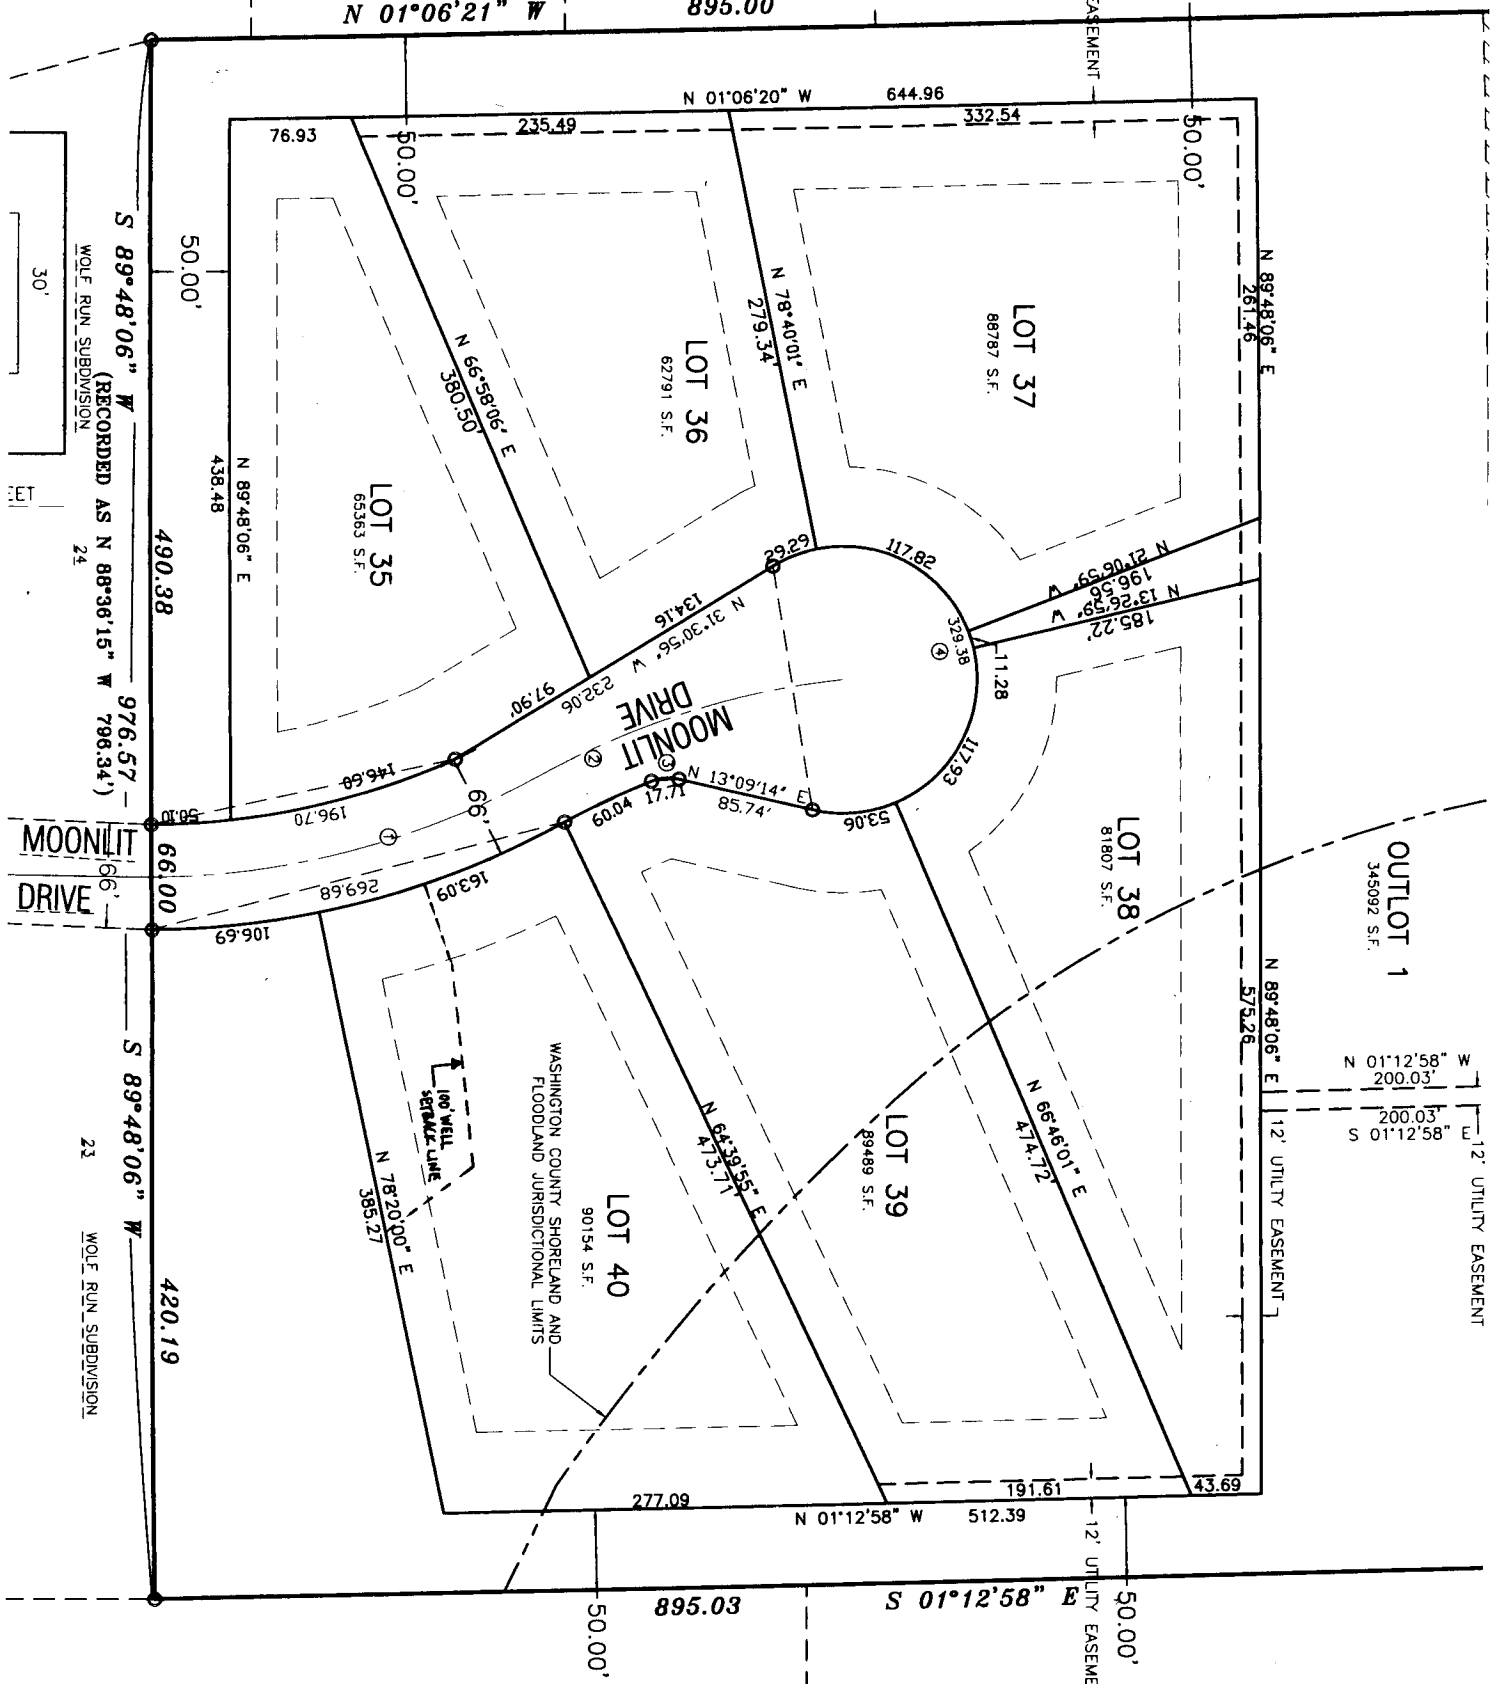 N 01°06'21" W 895.00
EASEMENT
N 01°06'20" W 644.96
76.93
235.49
332.54
50.00'
50.00'
50.00'
N 89°48'06" E
261.46
LOT 37
88787 S.F.
N 78°40'01" E
279.34'
LOT 36
62791 S.F.
N 66°58'06" E
380.50'
LOT 35
65363 S.F.
N 89°48'06" E
438.48
30'
WOLF RUN SUBDIVISION
24
S 89°48'06" W 976.57
(RECORDED AS N 88°36'15" W 796.34')
490.38
29.29
117.82
N 21°06'59" W
196.56
N 13°26'59" W
185.22'
329.38
4
11.28
117.93
134.16
N 31°30'56" W
232.06
97.90'
MOONLIT
DRIVE
2
3
N 13°09'14" E
85.74'
53.06
17.71
60.04
146.60
196.70
50.10
66'
1
MOONLIT
DRIVE
66'
66.00
269.68
163.09
106.69
LOT 38
81807 S.F.
OUTLOT 1
345092 S.F.
N 89°48'06" E
575.26
N 01°12'58" W
200.03'
200.03'
S 01°12'58" E
12' UTILITY EASEMENT
12' UTILITY EASEMENT
N 66°46'01" E
474.72'
LOT 39
89489 S.F.
N 64°39'55" E
473.71'
WASHINGTON COUNTY SHORELAND AND
FLOODLAND JURISDICTIONAL LIMITS
LOT 40
90154 S.F.
100' WELL
SETBACK LINE
N 78°20'00" E
385.27
S 89°48'06" W
420.19
23
WOLF RUN SUBDIVISION
277.09
191.61
43.69
N 01°12'58" W 512.39
12' UTILITY EASEME
895.03
S 01°12'58" E
50.00'
50.00'